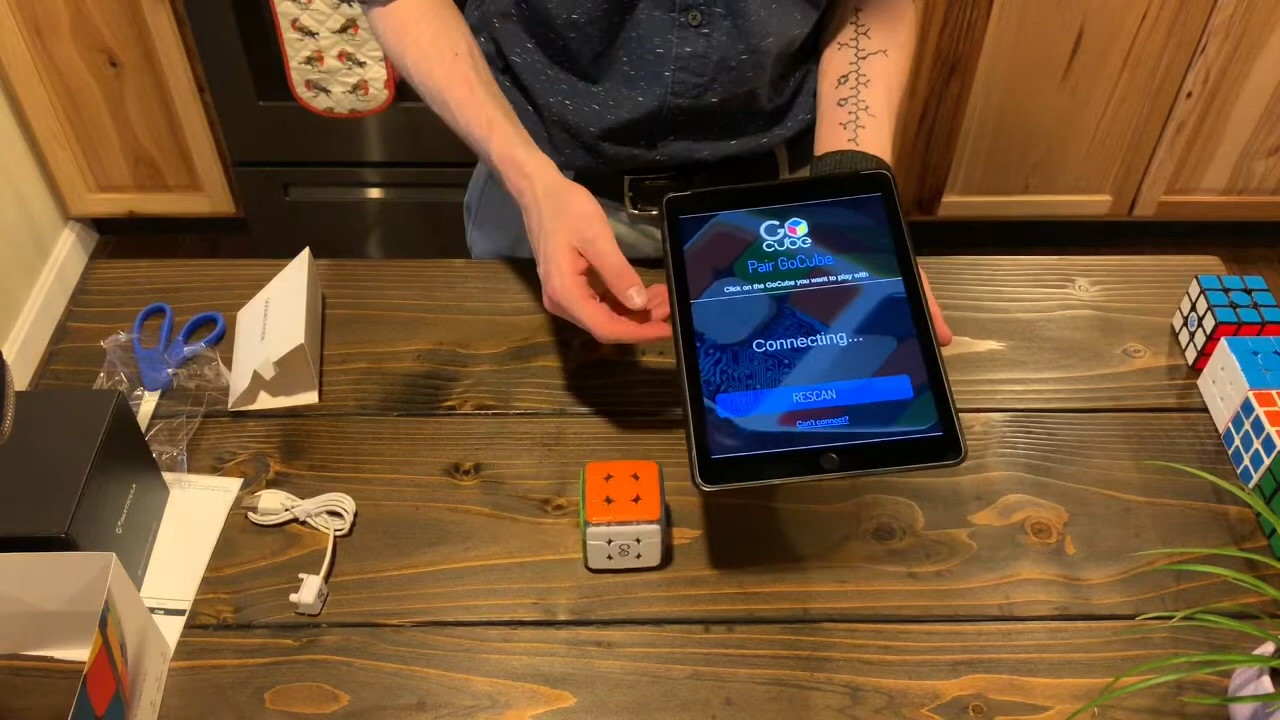 GO
cube
Pair GoCube
Click on the GoCube you want to play with
Connecting...
RESCAN
Can't connect?